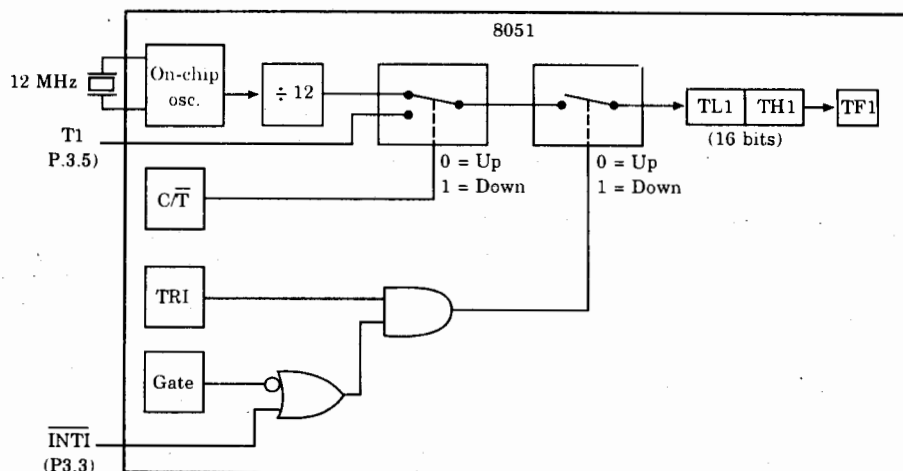 8051
12 MHz
On-chip
osc.
÷ 12
TL1
TH1
TF1
(16 bits)
T1
P.3.5)
0 = Up
1 = Down
0 = Up
1 = Down
C/T̅
TRI
Gate
I̅N̅T̅I̅
(P3.3)